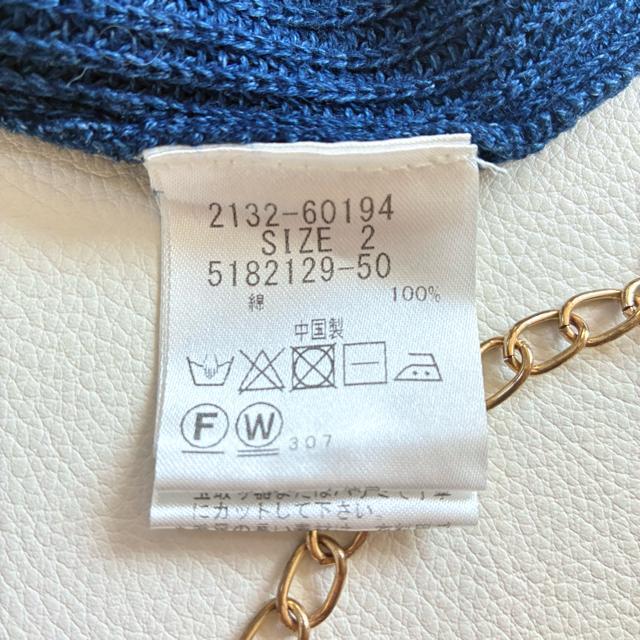 2132-60194
SIZE 2
5182129-50
綿 100%
中国製
F W 307
にカットして下さい